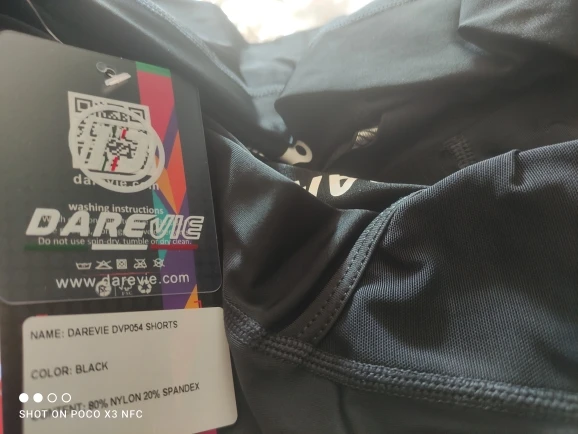 darevie.com
washing instructions
DAREVIE
Do not use spin-dry, tumble or dry clean.
www.darevie.com
NAME: DAREVIE DVP054 SHORTS
COLOR: BLACK
80% NYLON 20% SPANDEX
SHOT ON POCO X3 NFC